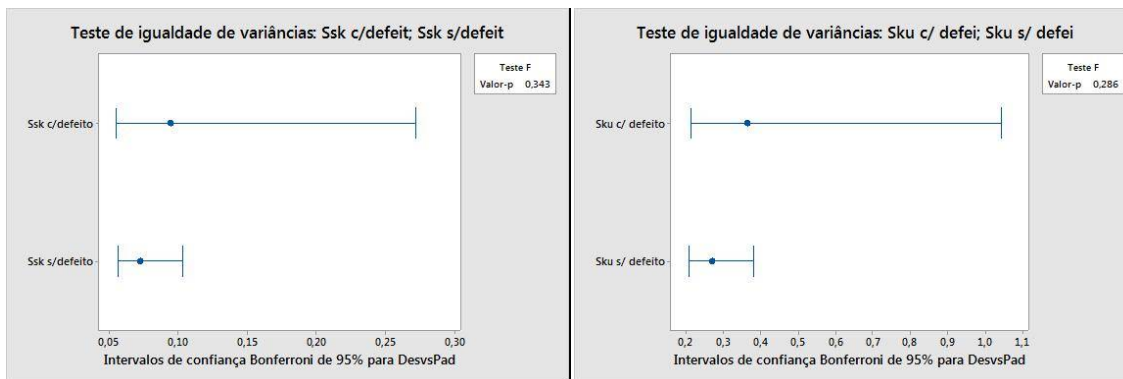 Teste de igualdade de variâncias: Ssk c/defeit; Ssk s/defeit
Teste F
Valor-p 0,343
Ssk c/defeito
Ssk s/defeito
0,05 0,10 0,15 0,20 0,25 0,30
Intervalos de confiança Bonferroni de 95% para DesvsPad
Teste de igualdade de variâncias: Sku c/ defei; Sku s/ defei
Teste F
Valor-p 0,286
Sku c/ defeito
Sku s/ defeito
0,2 0,3 0,4 0,5 0,6 0,7 0,8 0,9 1,0 1,1
Intervalos de confiança Bonferroni de 95% para DesvsPad